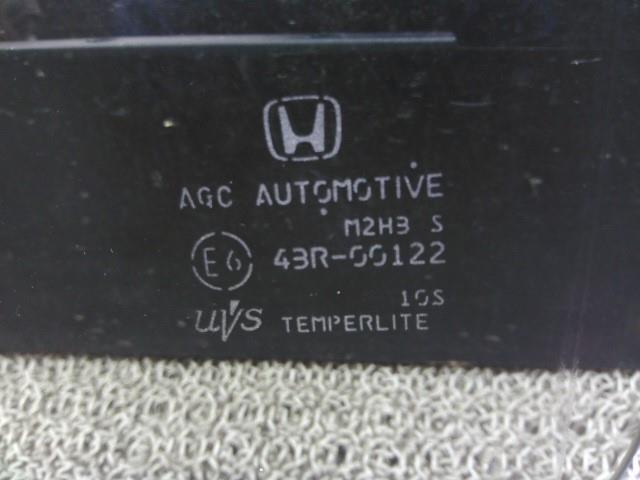 AGC AUTOMOTIVE
M2H3 S
E6 43R-00122
10S
UVS TEMPERLITE